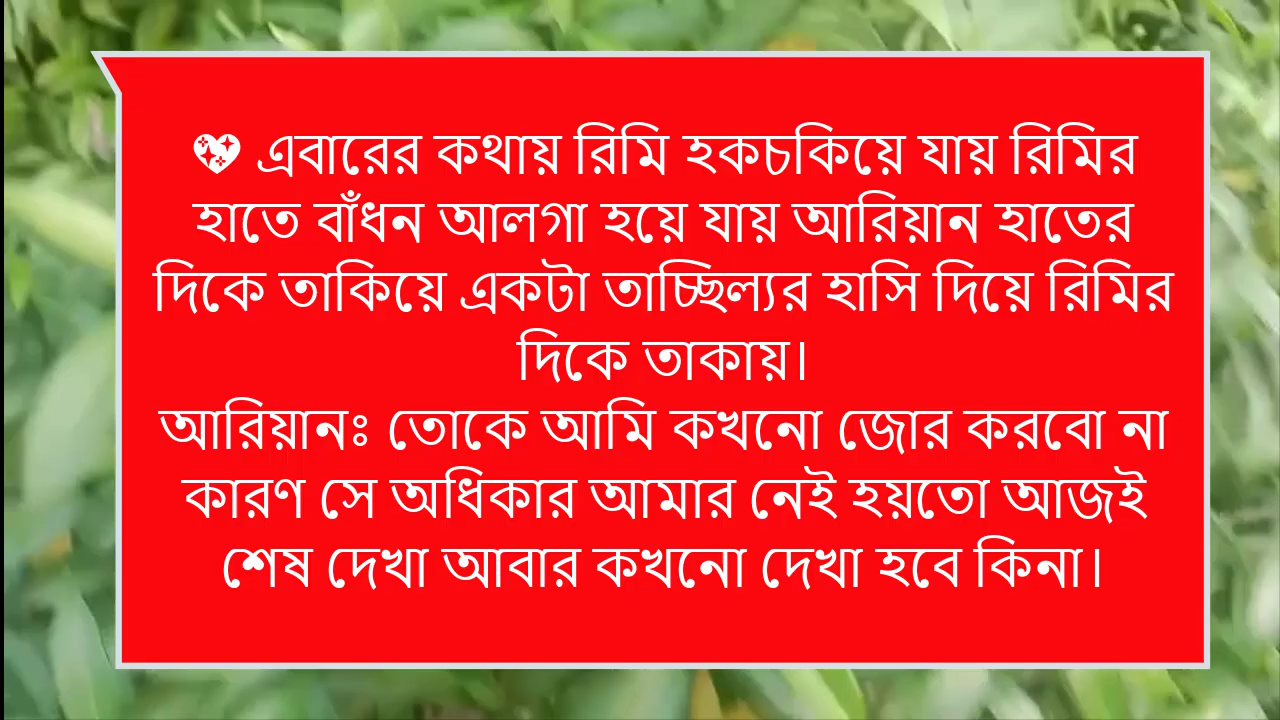 💖 এবারের কথায় রিমি হকচকিয়ে যায় রিমির
হাতে বাঁধন আলগা হয়ে যায় আরিয়ান হাতের
দিকে তাকিয়ে একটা তাচ্ছিল্যর হাসি দিয়ে রিমির
দিকে তাকায়।
আরিয়ানঃ তোকে আমি কখনো জোর করবো না
কারণ সে অধিকার আমার নেই হয়তো আজই
শেষ দেখা আবার কখনো দেখা হবে কিনা।